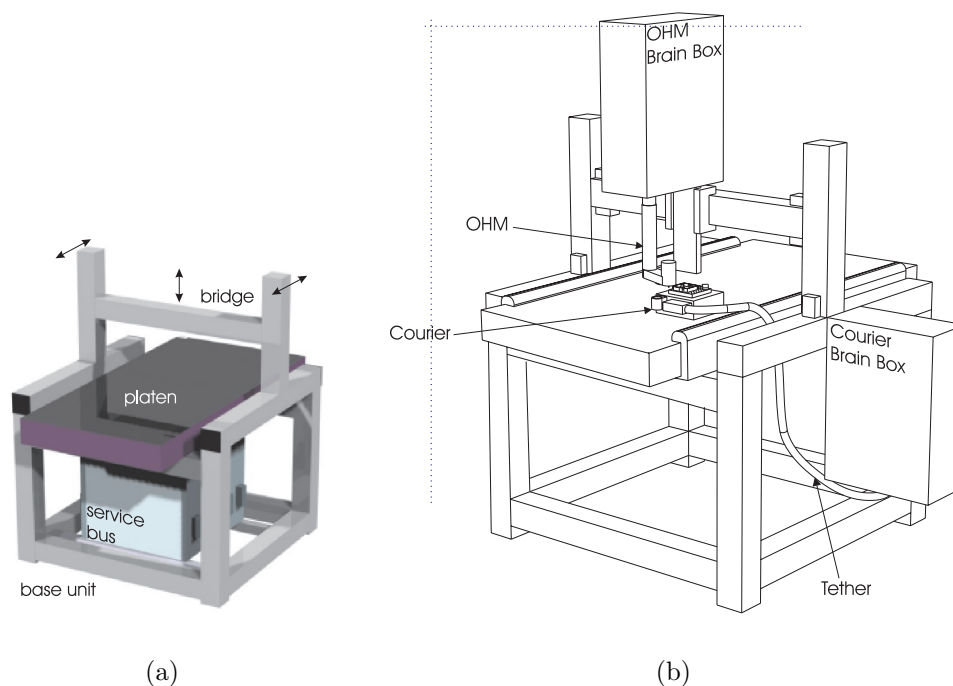 bridge
platen
service
bus
base unit
(a)
OHM
Brain Box
OHM
Courier
Courier
Brain Box
Tether
(b)